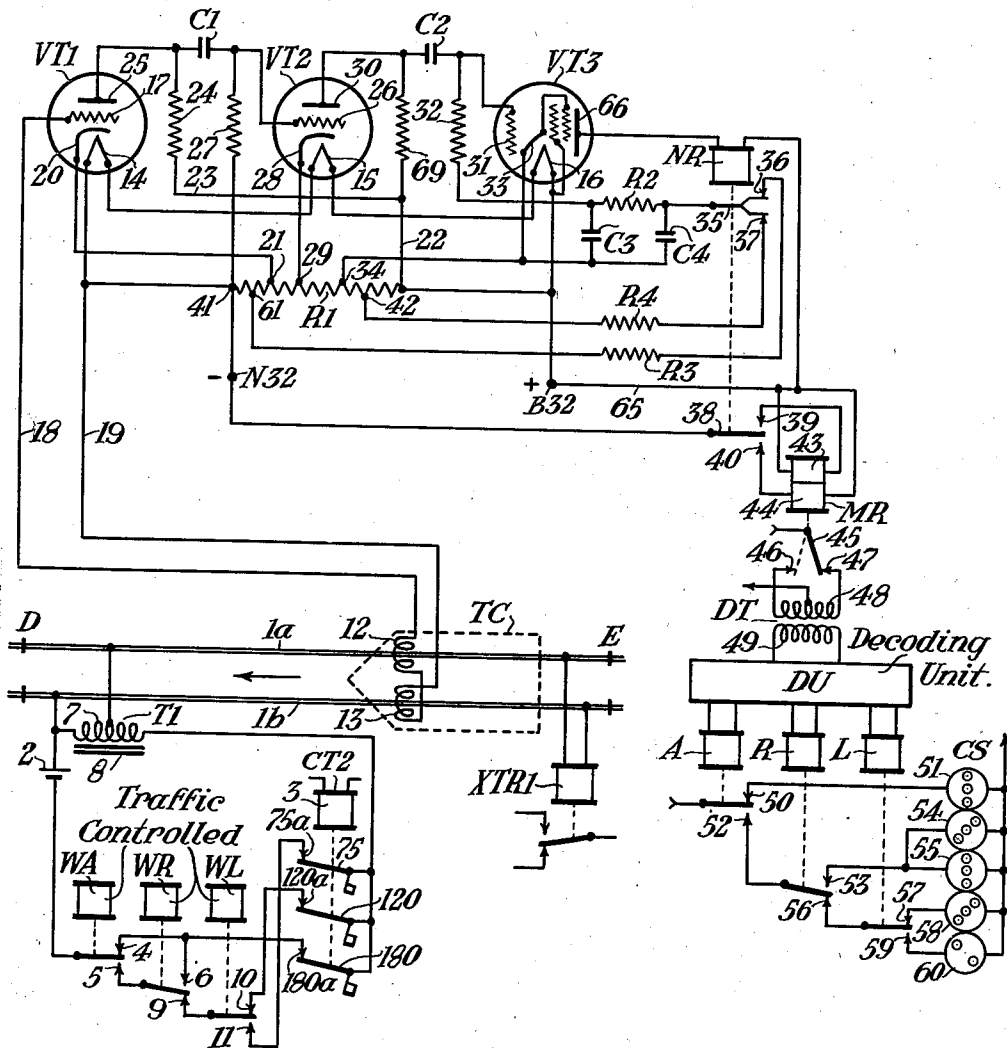 C1
C2
VT1
VT2
VT3
25
17
24
27
30
26
32
66
NR
36
20
14
23
28
15
69
31
33
16
R2
35
37
21
29
22
34
C3
C4
41
61
R1
42
R4
R3
- N32
+ B32
65
38
39
40
43
44
MR
18
19
45
46
47
48
DT
49
Decoding Unit.
DU
D
1a
12
TC
E
1b
13
7
T1
8
2
CT2
3
XTR1
A
R
L
CS
51
50
52
54
55
53
56
57
58
59
60
Traffic Controlled
WA
WR
WL
75a
75
120a
120
180a
180
4
5
6
9
10
11